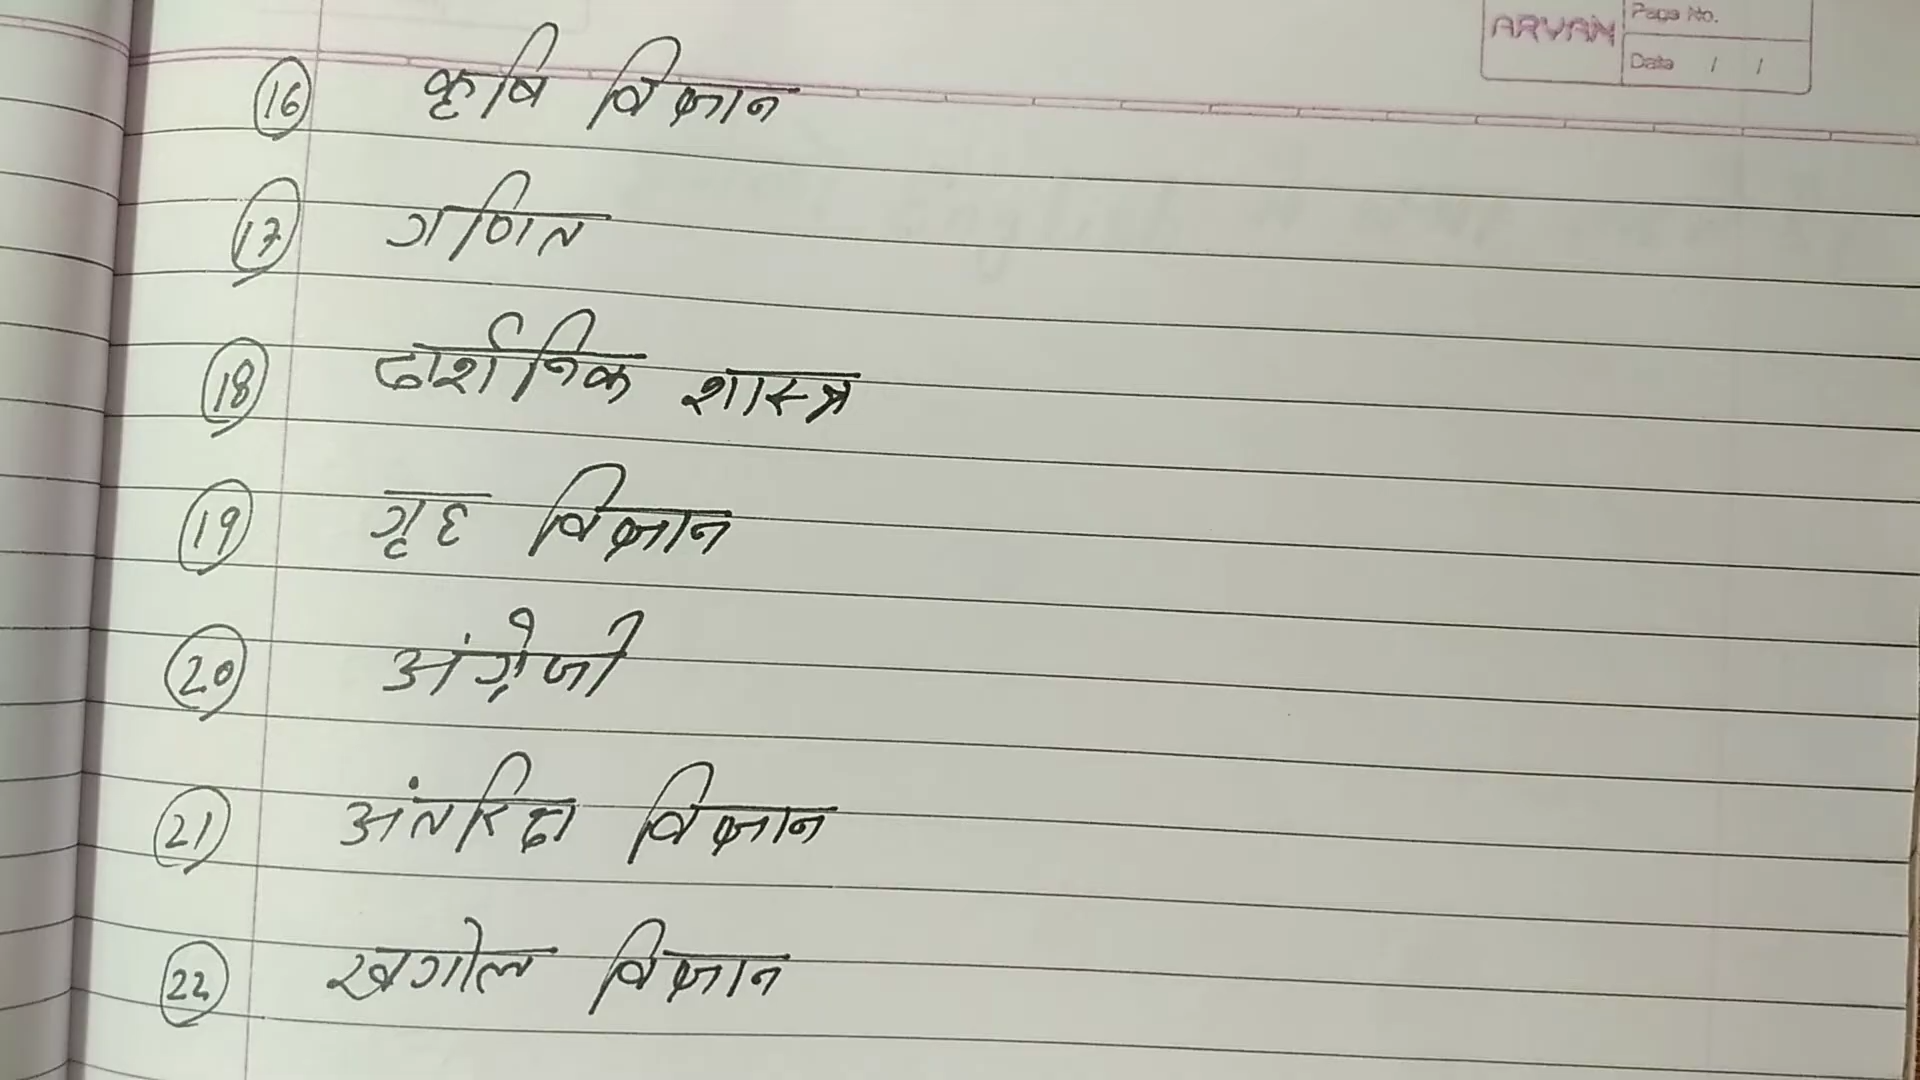 ARVAN
Page No.
Date / /
16 कृषि विज्ञान
17 गणित
18 दार्शनिक शास्त्र
19 गृह विज्ञान
20 अंग्रेजी
21 अंतरिक्ष विज्ञान
22 खगोल विज्ञान